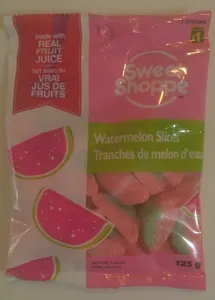 made with
REAL
FRUIT
JUICE
fait avec du
VRAI
JUS DE
FRUITS
Sweet
Shoppe
Watermelon Slices
Tranches de melon d'eau
125 g